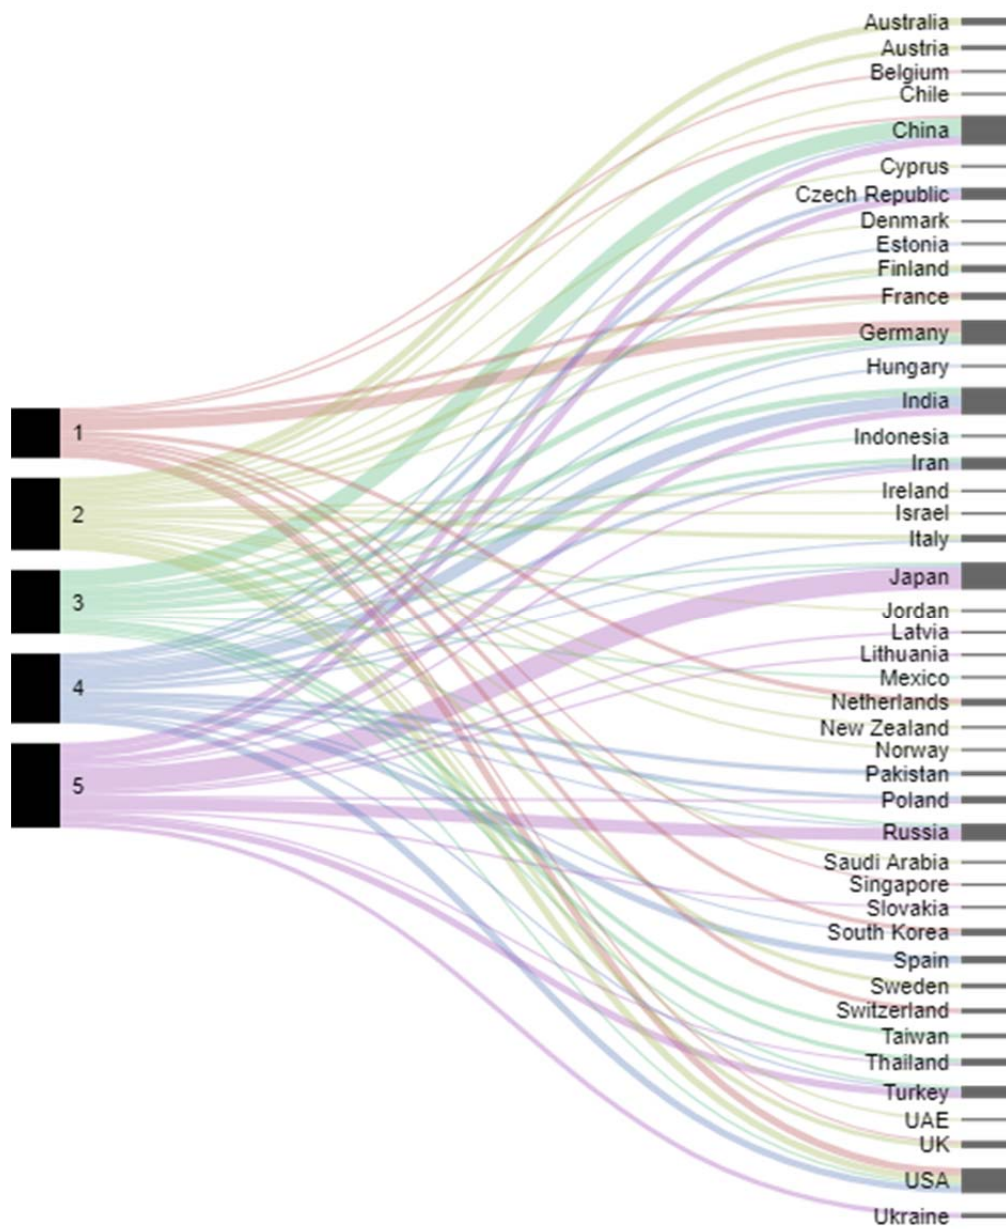 1
2
3
4
5
Australia
Austria
Belgium
Chile
China
Cyprus
Czech Republic
Denmark
Estonia
Finland
France
Germany
Hungary
India
Indonesia
Iran
Ireland
Israel
Italy
Japan
Jordan
Latvia
Lithuania
Mexico
Netherlands
New Zealand
Norway
Pakistan
Poland
Russia
Saudi Arabia
Singapore
Slovakia
South Korea
Spain
Sweden
Switzerland
Taiwan
Thailand
Turkey
UAE
UK
USA
Ukraine